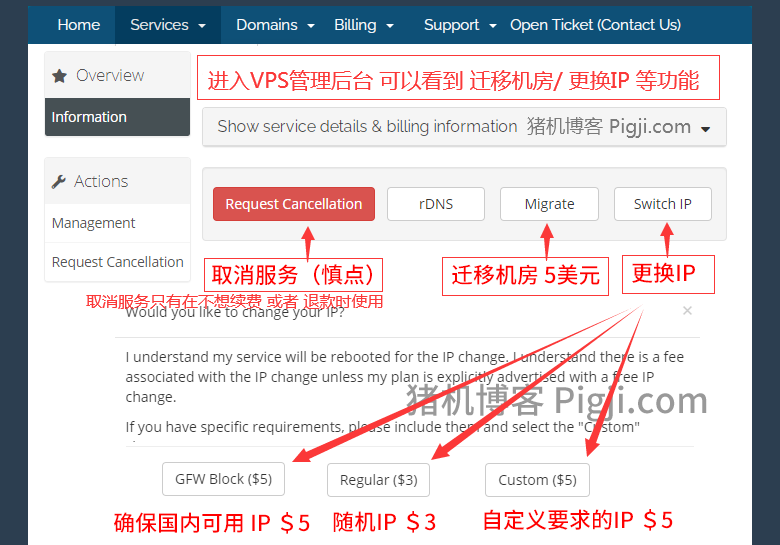 Home Services Domains Billing Support Open Ticket (Contact Us)
Overview
Information
进入VPS管理后台 可以看到 迁移机房/ 更换IP 等功能
Show service details & billing information 猪机博客 Pigji.com
Actions
Management
Request Cancellation
Request Cancellation rDNS Migrate Switch IP
取消服务（慎点） 迁移机房 5美元 更换IP
取消服务只有在不想续费 或者 退款时使用
Would you like to change your IP? ×
I understand my service will be rebooted for the IP change. I understand there is a fee
associated with the IP change unless my plan is explicitly advertised with a free IP
change.
猪机博客 Pigji.com
If you have specific requirements, please include them and select the "Custom"
GFW Block ($5) Regular ($3) Custom ($5)
确保国内可用 IP ＄5 随机IP ＄3 自定义要求的IP ＄5